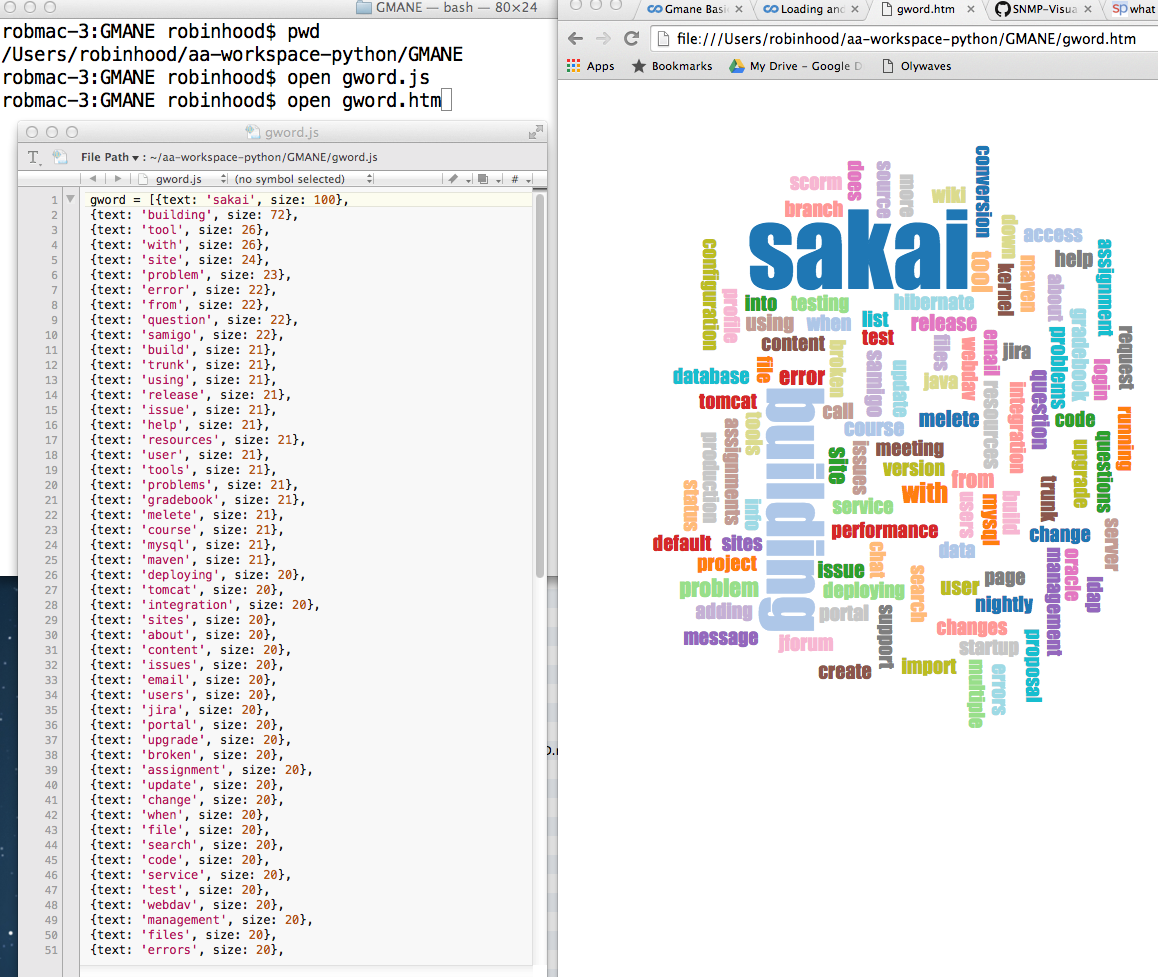 GMANE — bash — 80×24
robmac-3:GMANE robinhood$ pwd
/Users/robinhood/aa-workspace-python/GMANE
robmac-3:GMANE robinhood$ open gword.js
robmac-3:GMANE robinhood$ open gword.htm
gword.js
File Path ▾ : ~/aa-workspace-python/GMANE/gword.js
gword.js (no symbol selected) #
1 gword = [{text: 'sakai', size: 100},
2 {text: 'building', size: 72},
3 {text: 'tool', size: 26},
4 {text: 'with', size: 26},
5 {text: 'site', size: 24},
6 {text: 'problem', size: 23},
7 {text: 'error', size: 22},
8 {text: 'from', size: 22},
9 {text: 'question', size: 22},
10 {text: 'samigo', size: 22},
11 {text: 'build', size: 21},
12 {text: 'trunk', size: 21},
13 {text: 'using', size: 21},
14 {text: 'release', size: 21},
15 {text: 'issue', size: 21},
16 {text: 'help', size: 21},
17 {text: 'resources', size: 21},
18 {text: 'user', size: 21},
19 {text: 'tools', size: 21},
20 {text: 'problems', size: 21},
21 {text: 'gradebook', size: 21},
22 {text: 'melete', size: 21},
23 {text: 'course', size: 21},
24 {text: 'mysql', size: 21},
25 {text: 'maven', size: 21},
26 {text: 'deploying', size: 20},
27 {text: 'tomcat', size: 20},
28 {text: 'integration', size: 20},
29 {text: 'sites', size: 20},
30 {text: 'about', size: 20},
31 {text: 'content', size: 20},
32 {text: 'issues', size: 20},
33 {text: 'email', size: 20},
34 {text: 'users', size: 20},
35 {text: 'jira', size: 20},
36 {text: 'portal', size: 20},
37 {text: 'upgrade', size: 20},
38 {text: 'broken', size: 20},
39 {text: 'assignment', size: 20},
40 {text: 'update', size: 20},
41 {text: 'change', size: 20},
42 {text: 'when', size: 20},
43 {text: 'file', size: 20},
44 {text: 'search', size: 20},
45 {text: 'code', size: 20},
46 {text: 'service', size: 20},
47 {text: 'test', size: 20},
48 {text: 'webdav', size: 20},
49 {text: 'management', size: 20},
50 {text: 'files', size: 20},
51 {text: 'errors', size: 20},
Gmane Basic Loading and gword.htm SNMP-Visua what
file:///Users/robinhood/aa-workspace-python/GMANE/gword.htm
Apps Bookmarks My Drive - Google D Olywaves
conversion
scorm
does
source
more
wiki
branch
sakai
down
access
configuration
tool
kernel
maven
help
assignment
profile
into
testing
hibernate
about
using
when
list
release
gradebook
content
test
files
email
jira
problems
request
database
file
error
broken
samigo
update
webdav
java
resources
integration
question
login
tomcat
building
call
melete
code
running
tools
assignments
production
course
meeting
site
issues
version
upgrade
questions
with
from
status
info
service
users
mysql
build
trunk
performance
change
server
default
sites
chat
data
project
issue
management
oracle
ldap
problem
deploying
search
user
page
nightly
adding
portal
support
changes
message
jforum
startup
proposal
create
import
multiple
errors